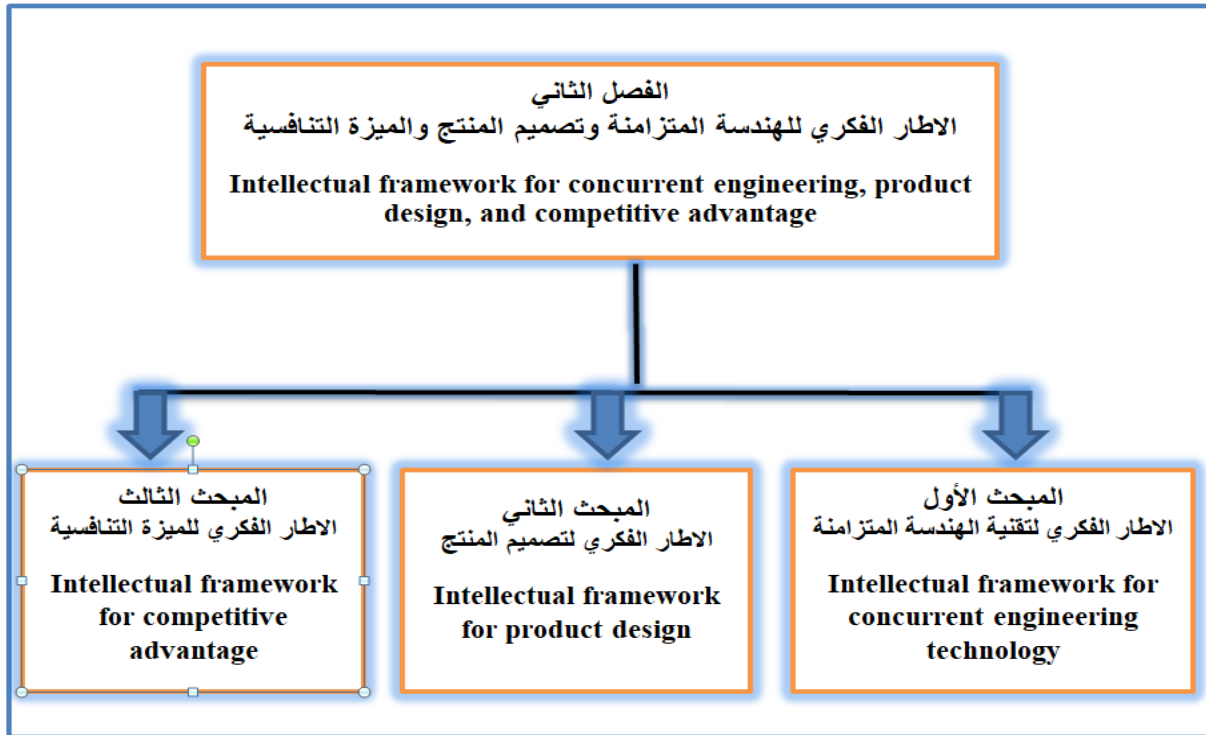 الفصل الثاني
الاطار الفكري للهندسة المتزامنة وتصميم المنتج والميزة التنافسية
Intellectual framework for concurrent engineering, product
design, and competitive advantage
المبحث الأول
الاطار الفكري لتقنية الهندسة المتزامنة
Intellectual framework for
concurrent engineering
technology
المبحث الثاني
الاطار الفكري لتصميم المنتج
Intellectual framework
for product design
المبحث الثالث
الاطار الفكري للميزة التنافسية
Intellectual framework
for competitive
advantage